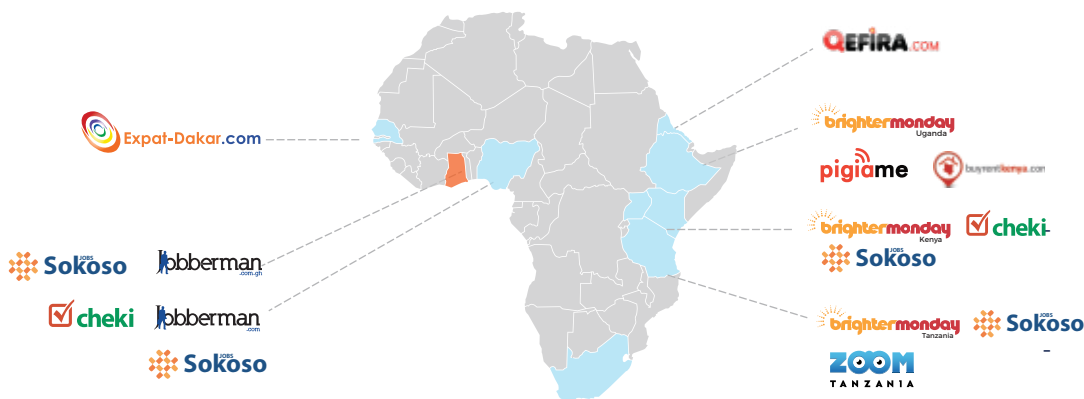 QEFIRA.COM
Expat-Dakar.com
brightermonday
Uganda
pigiame
buyrentkenya.com
brightermonday
Kenya
cheki
JOBS
Sokoso
JOBS
Sokoso
Jobberman
.com.gh
cheki
Jobberman
.com
JOBS
Sokoso
brightermonday
Tanzania
JOBS
Sokoso
ZOOM
TANZANIA